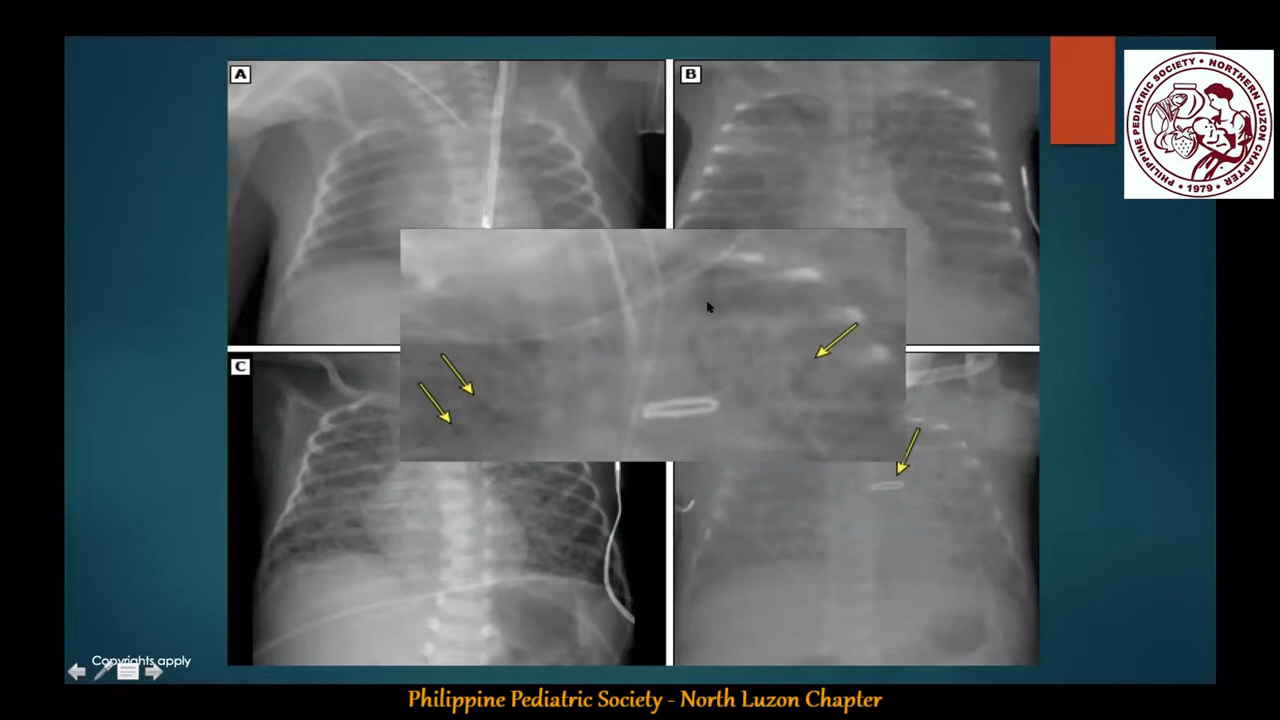 A
B
PHILIPPINE PEDIATRIC SOCIETY • NORTHERN LUZON CHAPTER
• 1979 •
C
Copyrights apply
Philippine Pediatric Society - North Luzon Chapter